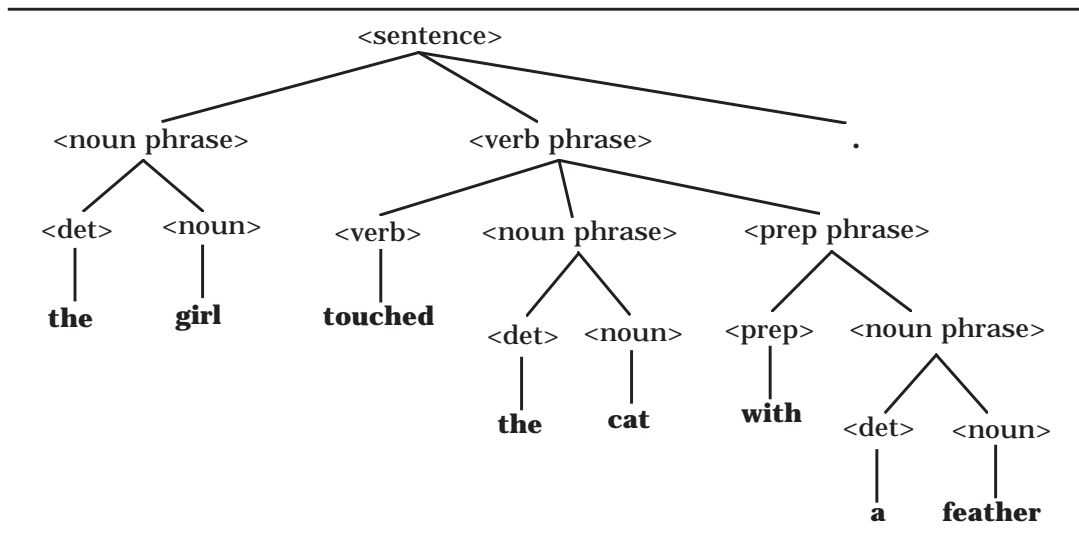 <sentence>
<noun phrase> <verb phrase> .
<det> <noun> <verb> <noun phrase> <prep phrase>
the girl touched <det> <noun> <prep> <noun phrase>
the cat with <det> <noun>
a feather